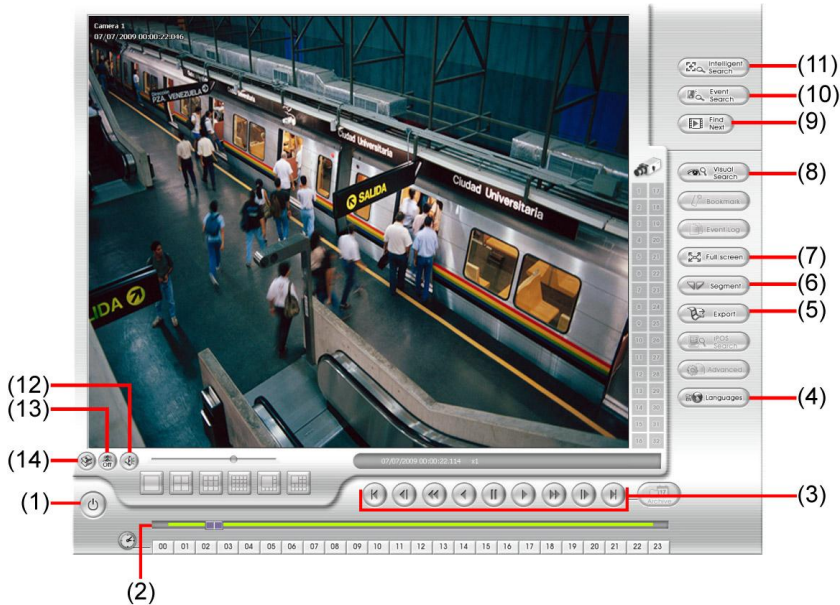 Camera 1
07/07/2009 00:00:22.046
Dirección
PZA. VENEZUELA
Ciudad Universitaria
SALIDA
Ciudad Universitaria
LIDA
Intelligent Search
(11)
Event Search
(10)
Find Next
(9)
Visual Search
(8)
Bookmark
Event Log
Full screen
(7)
Segment
(6)
Export
(5)
iPOS Search
Advanced
Languages
(4)
(12)
(13)
(14)
Off
07/07/2009 00:00:22.114 x1
(1)
(3)
Archive
(2)
00 01 02 03 04 05 06 07 08 09 10 11 12 13 14 15 16 17 18 19 20 21 22 23